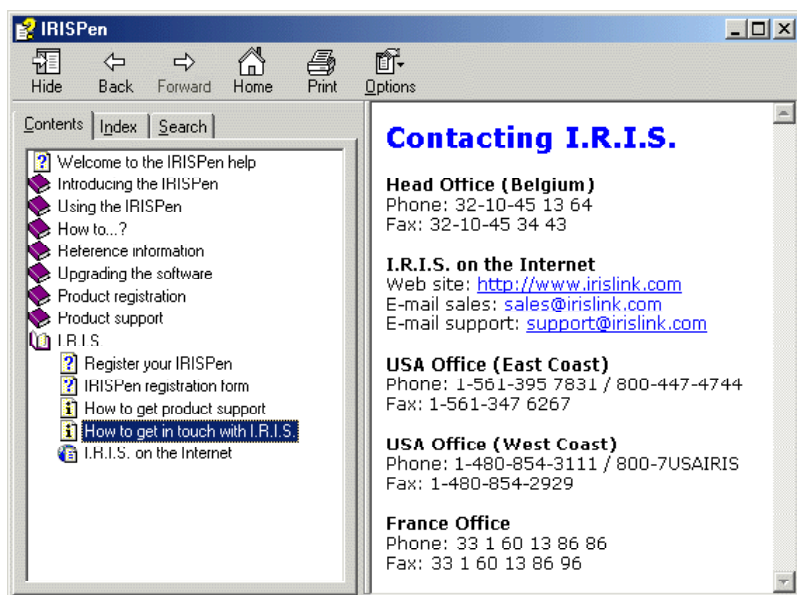 IRISPen
Hide Back Forward Home Print Options
Contents Index Search
Welcome to the IRISPen help
Introducing the IRISPen
Using the IRISPen
How to...?
Reference information
Upgrading the software
Product registration
Product support
I.R.I.S.
Register your IRISPen
IRISPen registration form
How to get product support
How to get in touch with I.R.I.S.
I.R.I.S. on the Internet
Contacting I.R.I.S.
Head Office (Belgium)
Phone: 32-10-45 13 64
Fax: 32-10-45 34 43
I.R.I.S. on the Internet
Web site: http://www.irislink.com
E-mail sales: sales@irislink.com
E-mail support: support@irislink.com
USA Office (East Coast)
Phone: 1-561-395 7831 / 800-447-4744
Fax: 1-561-347 6267
USA Office (West Coast)
Phone: 1-480-854-3111 / 800-7USAIRIS
Fax: 1-480-854-2929
France Office
Phone: 33 1 60 13 86 86
Fax: 33 1 60 13 86 96